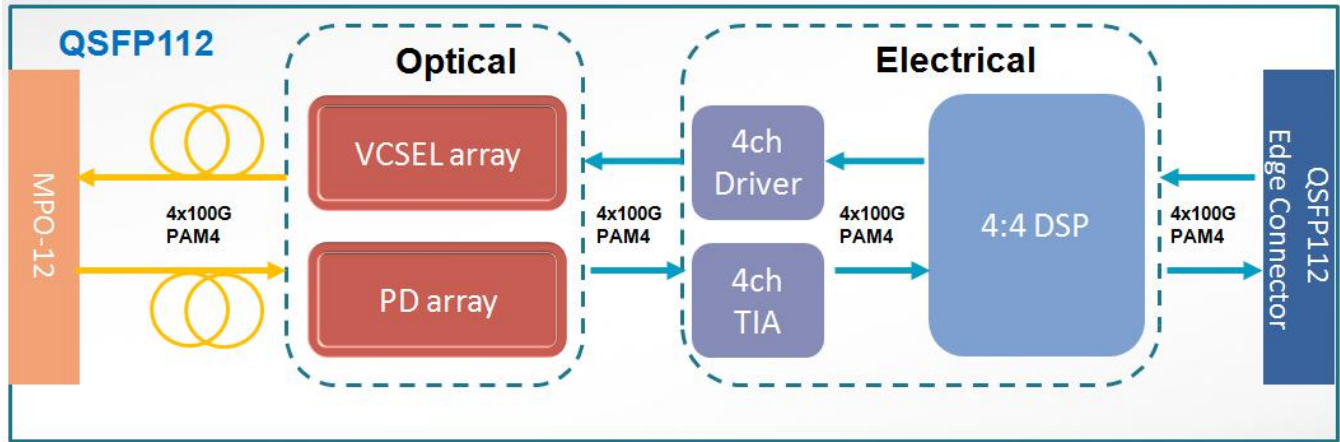 QSFP112
Optical
Electrical
MPO-12
4x100G
PAM4
VCSEL array
PD array
4x100G
PAM4
4ch
Driver
4ch
TIA
4x100G
PAM4
4:4 DSP
4x100G
PAM4
QSFP112
Edge Connector